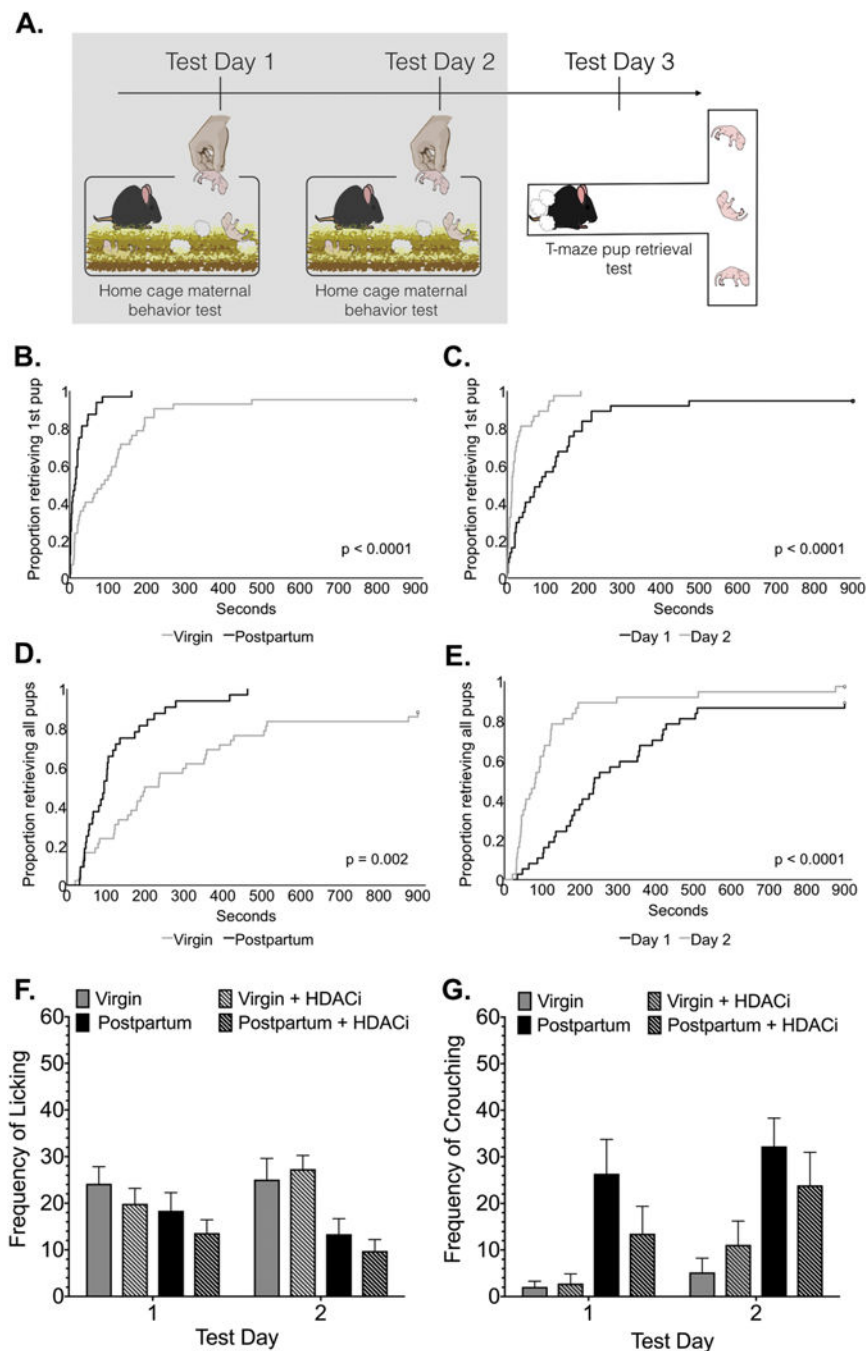 A.
Test Day 1
Test Day 2
Test Day 3
Home cage maternal
behavior test
Home cage maternal
behavior test
T-maze pup retrieval
test
B.
Proportion retrieving 1st pup
1
0.8
0.6
0.4
0.2
0
0 100 200 300 400 500 600 700 800 900
Seconds
p < 0.0001
Virgin Postpartum
C.
Proportion retrieving 1st pup
1
0.8
0.6
0.4
0.2
0
0 100 200 300 400 500 600 700 800 900
Seconds
p < 0.0001
Day 1 Day 2
D.
Proportion retrieving all pups
1
0.8
0.6
0.4
0.2
0
0 100 200 300 400 500 600 700 800 900
Seconds
p = 0.002
Virgin Postpartum
E.
Proportion retrieving all pups
1
0.8
0.6
0.4
0.2
0
0 100 200 300 400 500 600 700 800 900
Seconds
p < 0.0001
Day 1 Day 2
F.
Virgin Virgin + HDACi
Postpartum Postpartum + HDACi
Frequency of Licking
60
50
40
30
20
10
0
1 2
Test Day
G.
Virgin Virgin + HDACi
Postpartum Postpartum + HDACi
Frequency of Crouching
60
50
40
30
20
10
0
1 2
Test Day